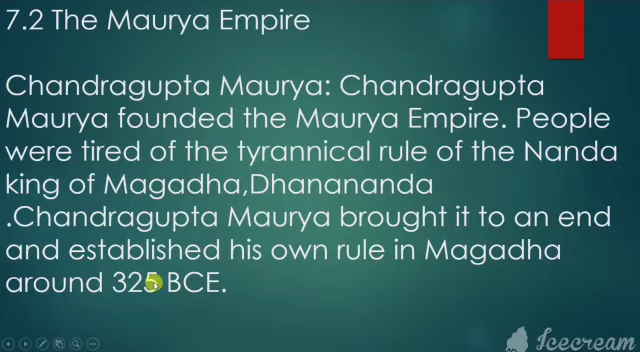 7.2 The Maurya Empire
Chandragupta Maurya: Chandragupta
Maurya founded the Maurya Empire. People
were tired of the tyrannical rule of the Nanda
king of Magadha,Dhanananda
.Chandragupta Maurya brought it to an end
and established his own rule in Magadha
around 325 BCE.
Icecream